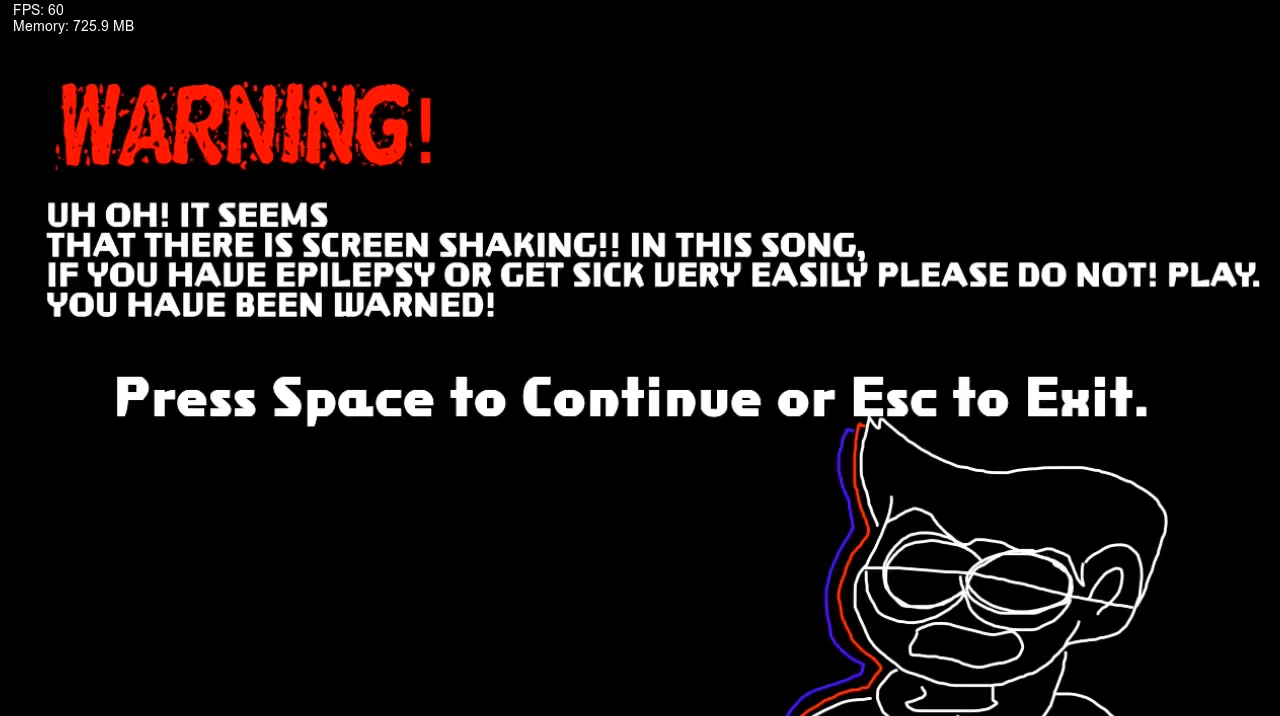 FPS: 60
Memory: 725.9 MB
WARNING!
UH OH! IT SEEMS
THAT THERE IS SCREEN SHAKING!! IN THIS SONG,
IF YOU HAVE EPILEPSY OR GET SICK VERY EASILY PLEASE DO NOT! PLAY.
YOU HAVE BEEN WARNED!
Press Space to Continue or Esc to Exit.